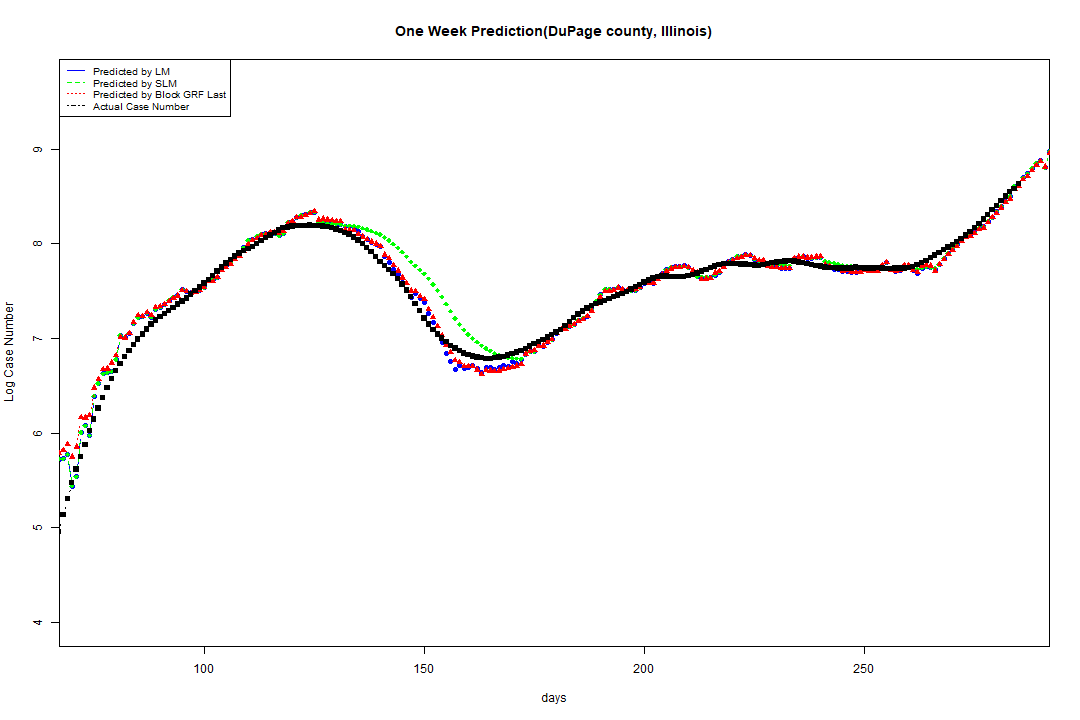 One Week Prediction(DuPage county, Illinois)
Predicted by LM
Predicted by SLM
Predicted by Block GRF Last
Actual Case Number
9
8
7
6
5
4
Log Case Number
100 150 200 250
days